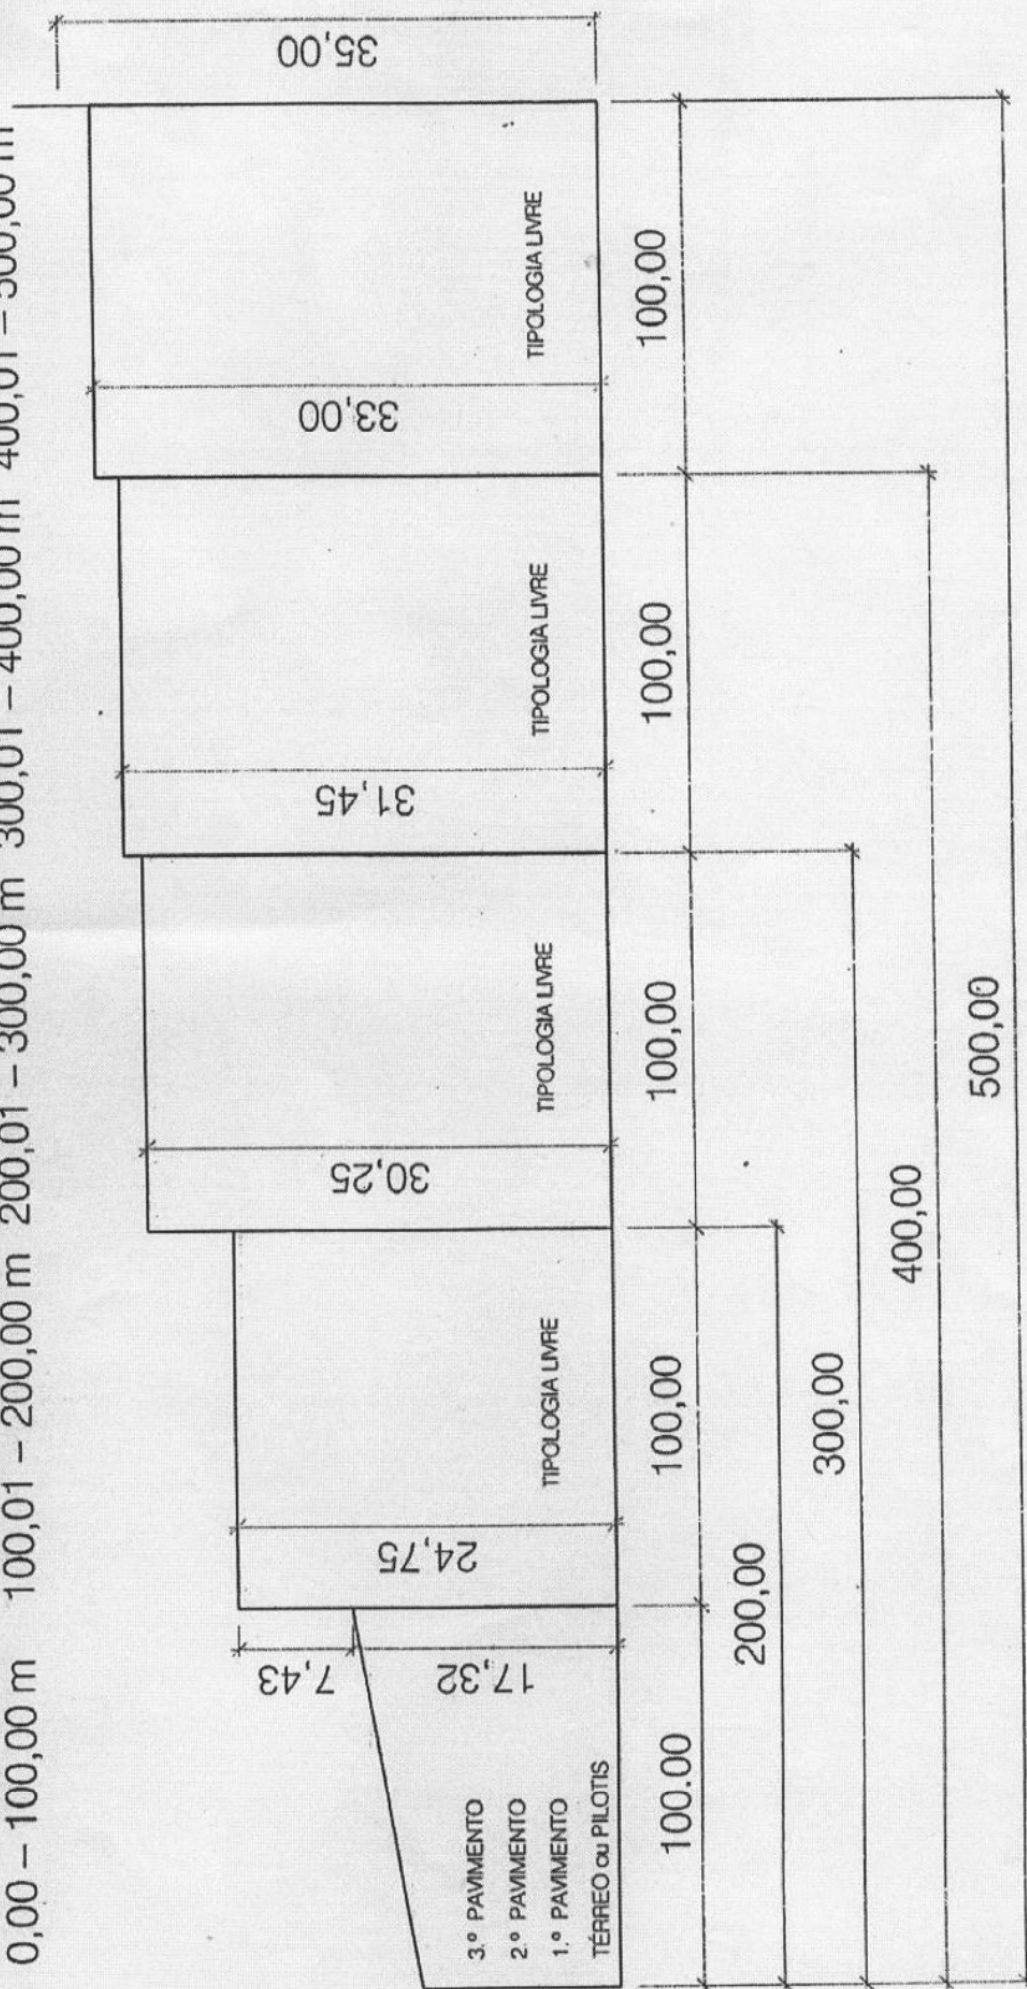 0,00 – 100,00 m 100,01 – 200,00 m 200,01 – 300,00 m 300,01 – 400,00 m 400,01 – 500,00 m
35,00
7,43
17,32
24,75
30,25
31,45
33,00
3.º PAVIMENTO
2.º PAVIMENTO
1.º PAVIMENTO
TÉRREO ou PILOTIS
TIPOLOGIA LIVRE
TIPOLOGIA LIVRE
TIPOLOGIA LIVRE
TIPOLOGIA LIVRE
100.00
100,00
100,00
100,00
100,00
200,00
300,00
400,00
500,00